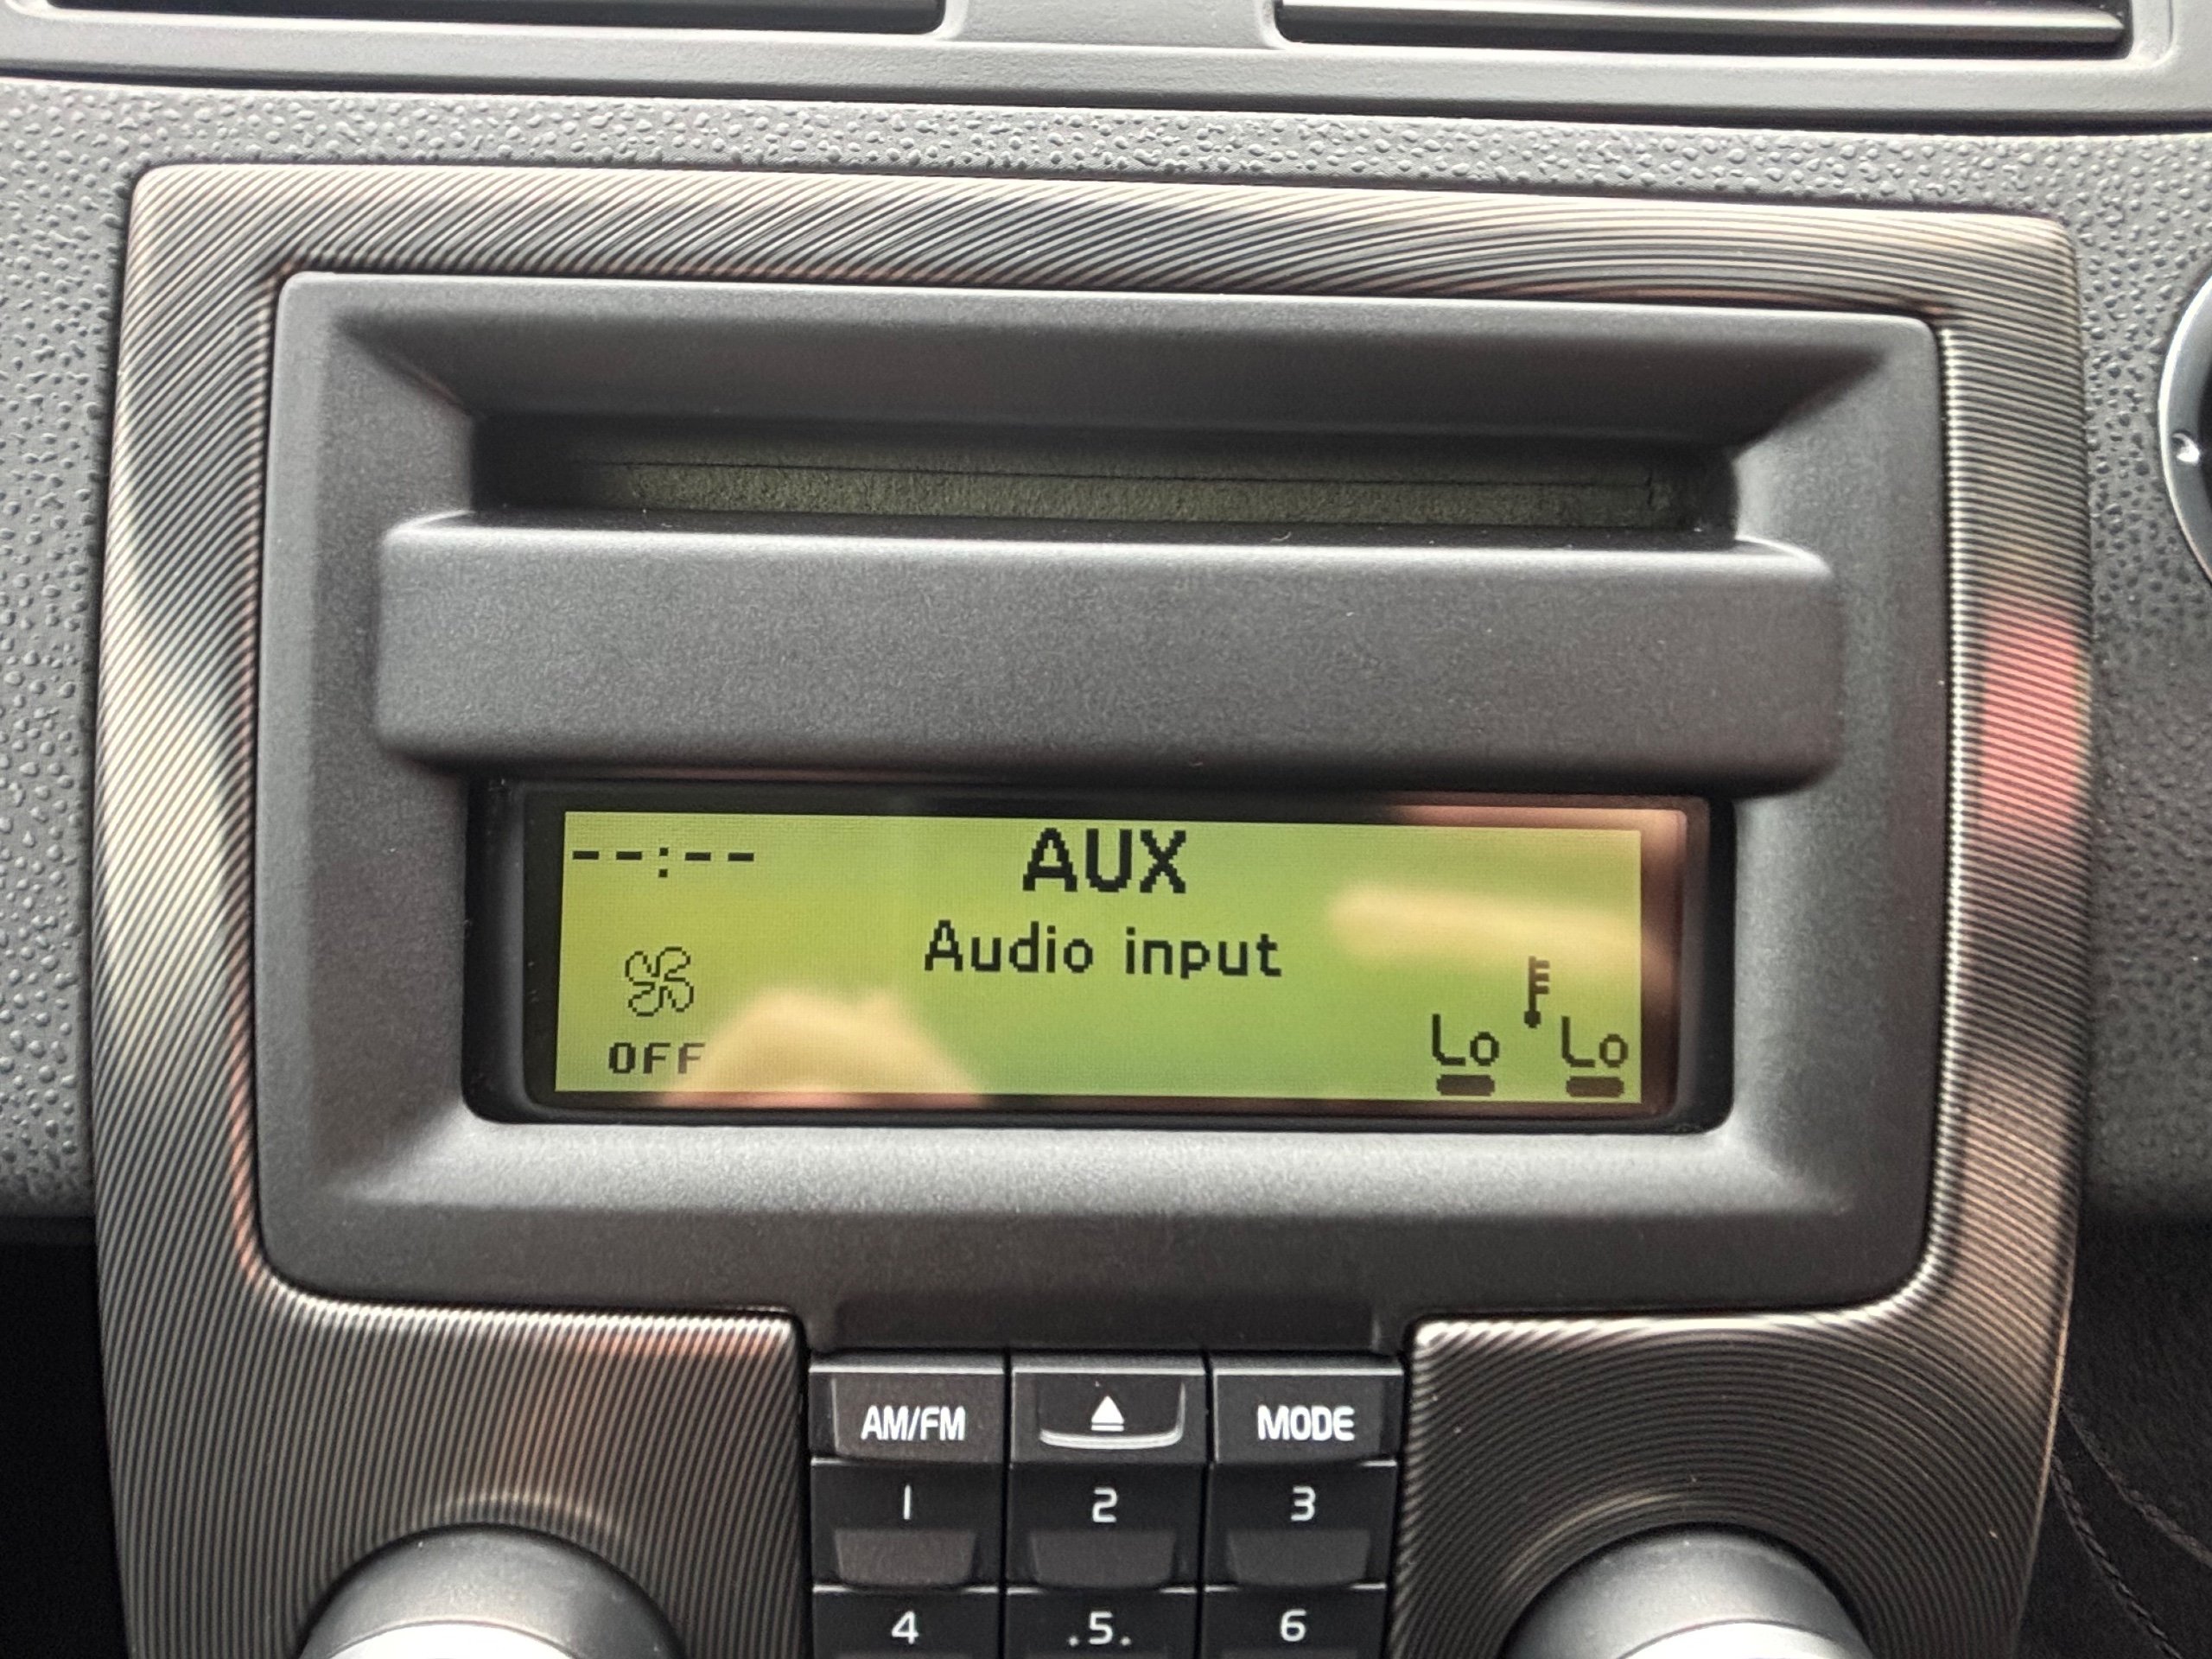 --:--
AUX
Audio input
OFF
Lo Lo
AM/FM MODE
1 2 3
4 .5. 6